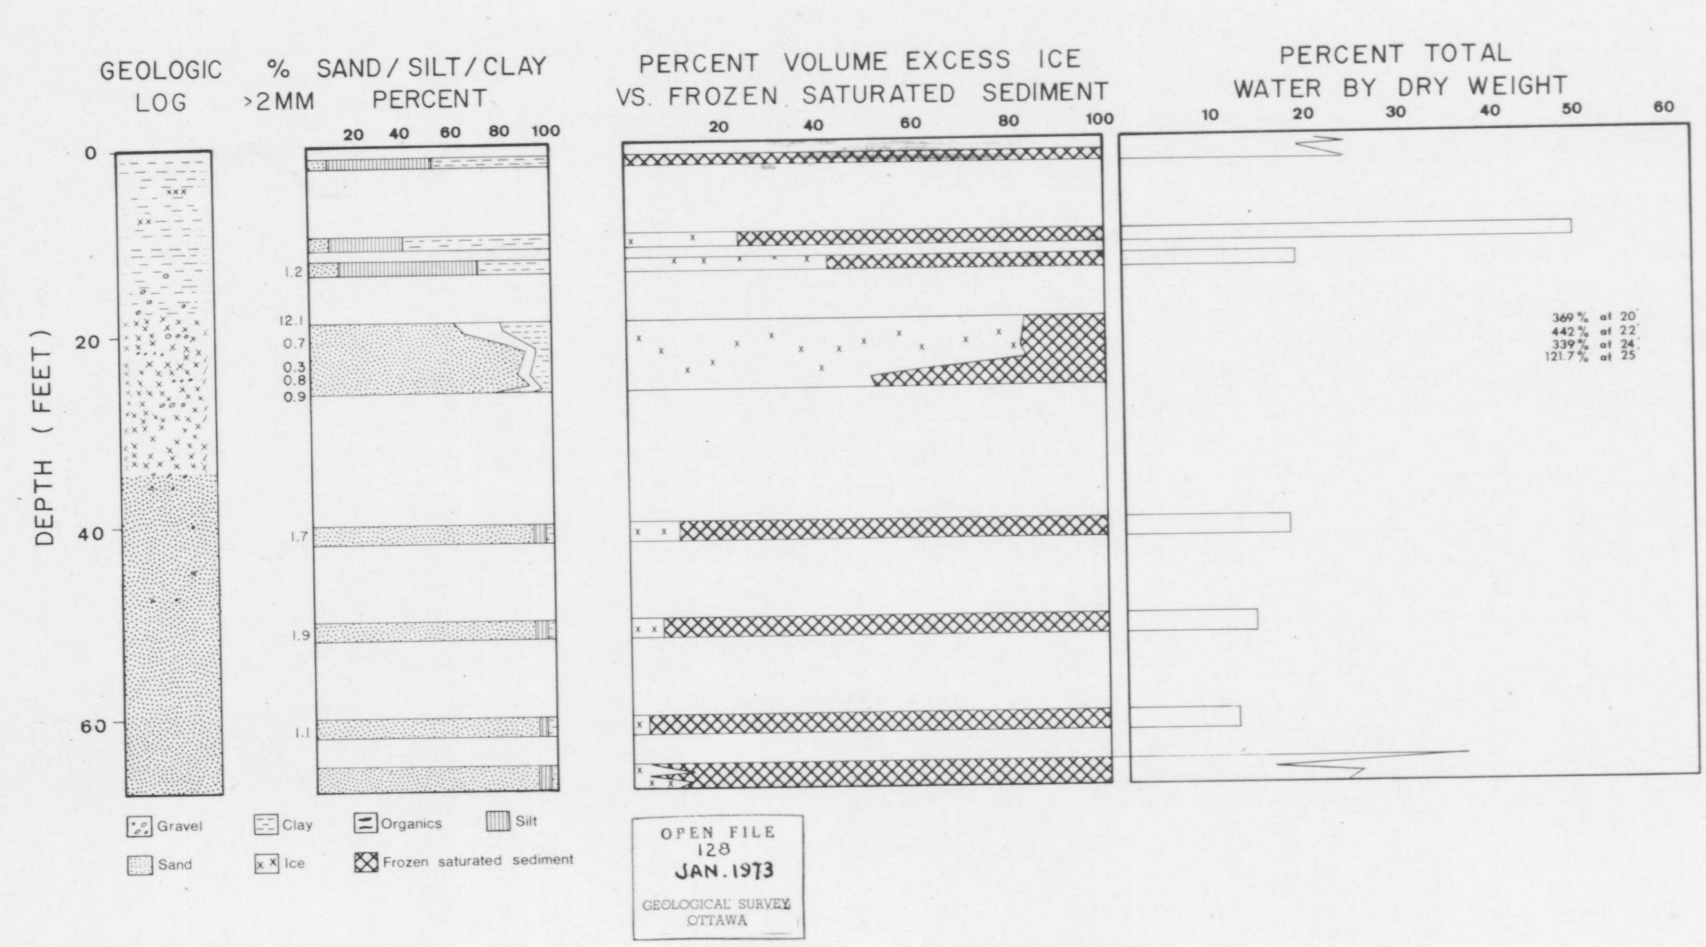 GEOLOGIC LOG
% >2MM
SAND / SILT / CLAY PERCENT
PERCENT VOLUME EXCESS ICE
VS. FROZEN SATURATED SEDIMENT
PERCENT TOTAL
WATER BY DRY WEIGHT
20 40 60 80 100
20 40 60 80 100
10 20 30 40 50 60
DEPTH (FEET)
0
20
40
60
1.2
12.1
0.7
0.3
0.8
0.9
1.7
1.9
1.1
369% at 20'
442% at 22'
339% at 24'
121.7% at 25'
Gravel
Clay
Organics
Silt
Sand
Ice
Frozen saturated sediment
OPEN FILE
128
JAN. 1973
GEOLOGICAL SURVEY
OTTAWA